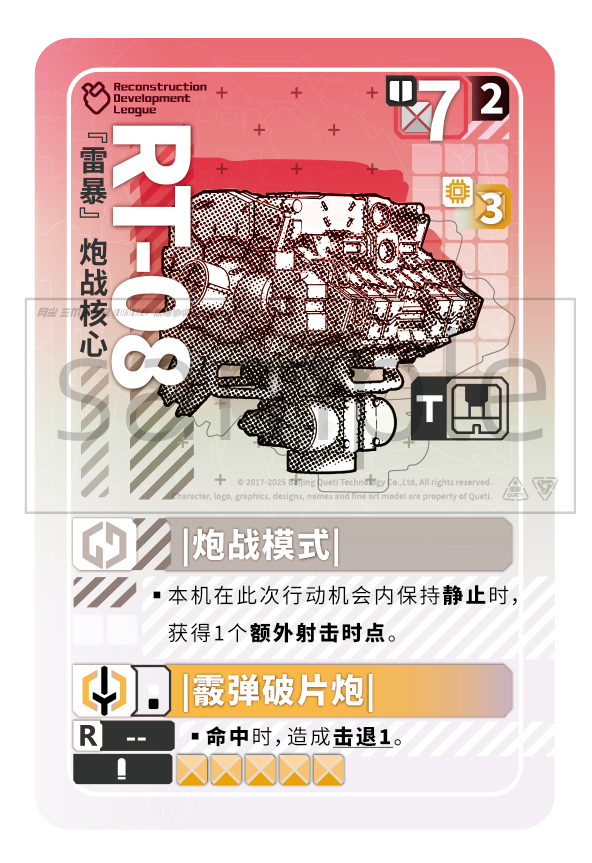 Reconstruction
Development
League
7
2
3
『雷暴』 炮战核心
RT-08
sample
T
© 2017-2025 Beijing Queti Technology Co.,Ltd, All rights reserved.
Character, logo, graphics, designs, names and fine art model are property of Queti.
|炮战模式|
▪ 本机在此次行动机会内保持静止时,
获得1个额外射击时点。
|霰弹破片炮|
R --
▪ 命中时,造成击退1。